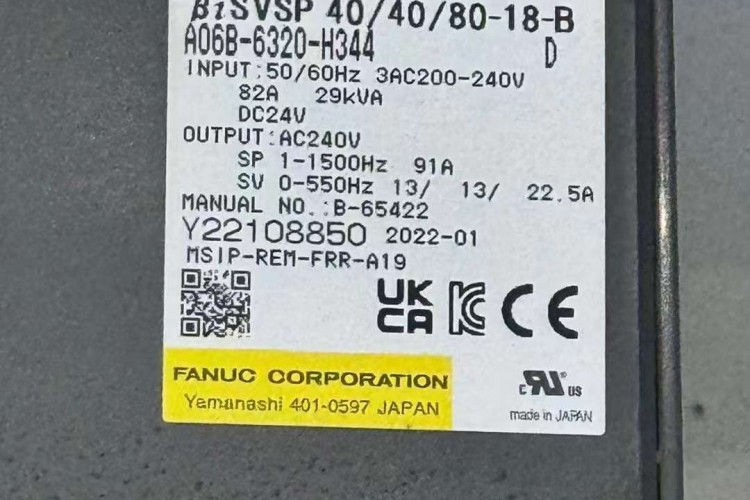 βiSVSP 40/40/80-18-B
A06B-6320-H344 D
INPUT:50/60Hz 3AC200-240V
82A 29kVA
DC24V
OUTPUT:AC240V
SP 1-1500Hz 91A
SV 0-550Hz 13/ 13/ 22.5A
MANUAL NO.:B-65422
Y22108850 2022-01
MSIP-REM-FRR-A19
UK
CA
CE
FANUC CORPORATION
Yamanashi 401-0597 JAPAN
c RU US
made in JAPAN